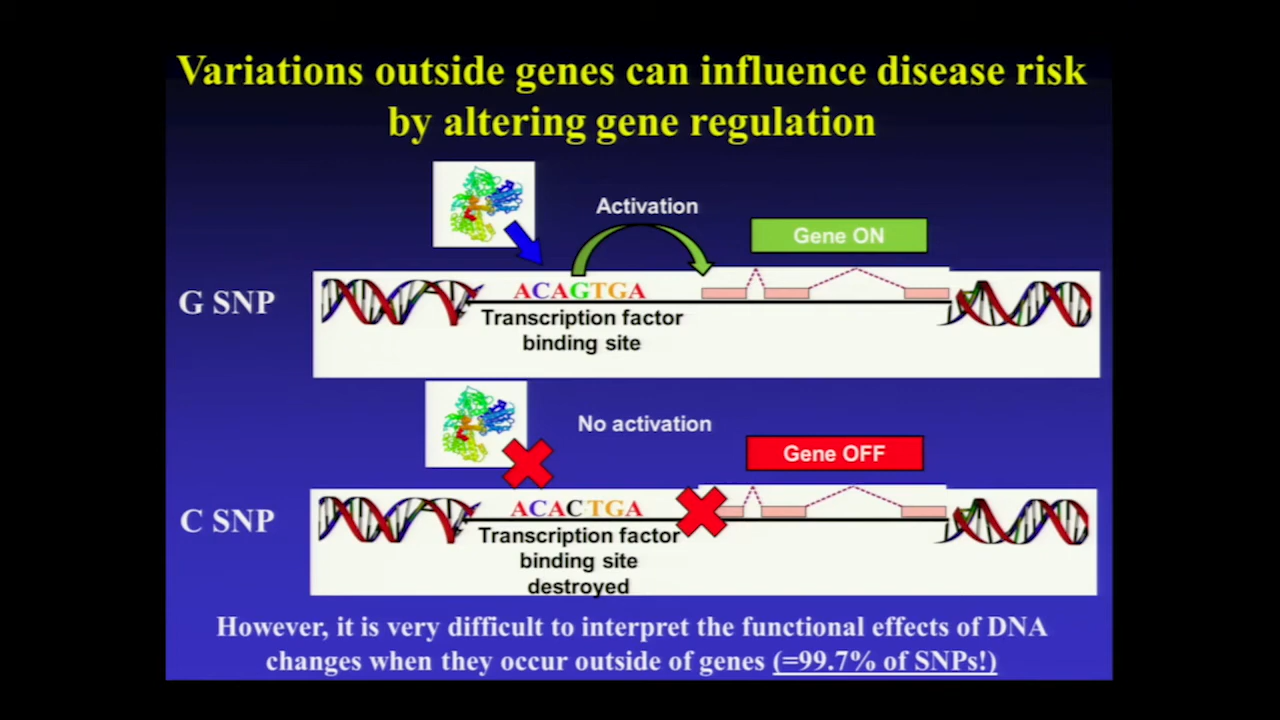 Variations outside genes can influence disease risk
by altering gene regulation
Activation
Gene ON
G SNP
ACAGTGA
Transcription factor
binding site
No activation
Gene OFF
C SNP
ACACTGA
Transcription factor
binding site
destroyed
However, it is very difficult to interpret the functional effects of DNA
changes when they occur outside of genes (=99.7% of SNPs!)